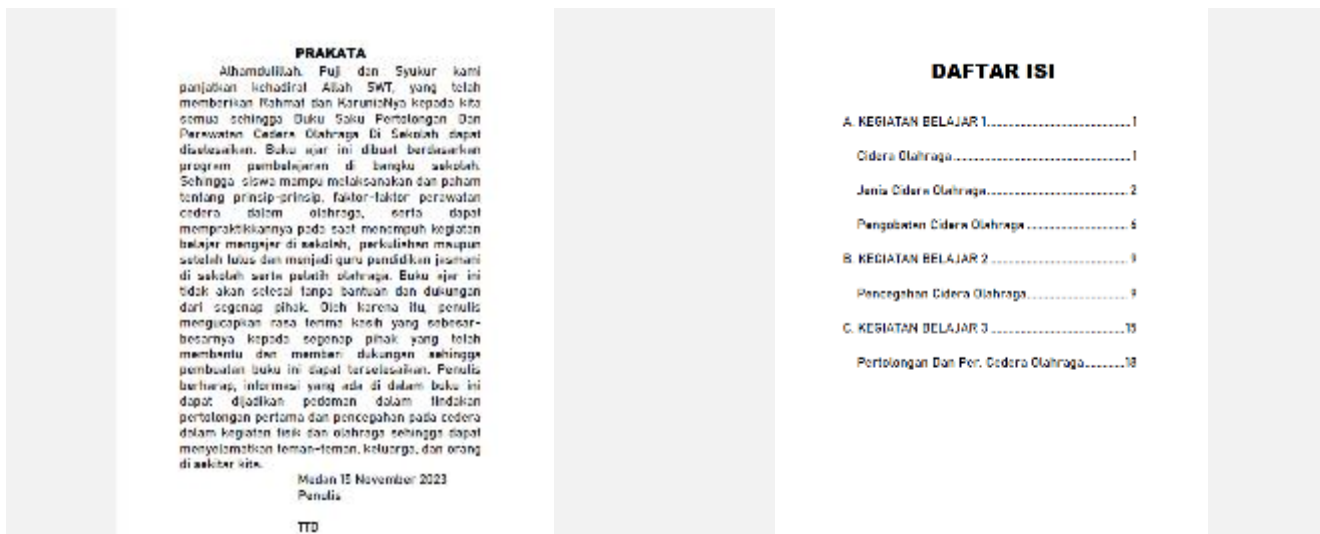 PRAKATA
Alhamdulillah, Puji dan Syukur kami
panjatkan kehadirat Allah SWT, yang telah
memberikan Rahmat dan KaruniaNya kepada kita
semua sehingga Buku Saku Pertolongan Dan
Perawatan Cedera Olahraga Di Sekolah dapat
diselesaikan. Buku ajar ini dibuat berdasarkan
program pembelajaran di bangku sekolah.
Sehingga siswa mampu melaksanakan dan paham
tentang prinsip-prinsip, faktor-faktor perawatan
cedera dalam olahraga, serta dapat
mempraktikkannya pada saat menempuh kegiatan
belajar mengajar di sekolah, perkuliahan maupun
setelah lulus dan menjadi guru pendidikan jasmani
di sekolah serta pelatih olahraga. Buku ajar ini
tidak akan selesai tanpa bantuan dan dukungan
dari segenap pihak. Oleh karena itu, penulis
mengucapkan rasa terima kasih yang sebesar-
besarnya kepada segenap pihak yang telah
membantu dan memberi dukungan sehingga
pembuatan buku ini dapat terselesaikan. Penulis
berharap, informasi yang ada di dalam buku ini
dapat dijadikan pedoman dalam tindakan
pertolongan pertama dan pencegahan pada cedera
dalam kegiatan fisik dan olahraga sehingga dapat
menyelamatkan teman-teman, keluarga, dan orang
di sekitar kita.
Medan 15 November 2023
Penulis
TTD
DAFTAR ISI
A. KEGIATAN BELAJAR 1 1
Cidera Olahraga 1
Jenis Cidera Olahraga 2
Pengobatan Cidera Olahraga 6
B. KEGIATAN BELAJAR 2 9
Pencegahan Cidera Olahraga 9
C. KEGIATAN BELAJAR 3
Pertolongan Dan Per. Cedera Olahraga